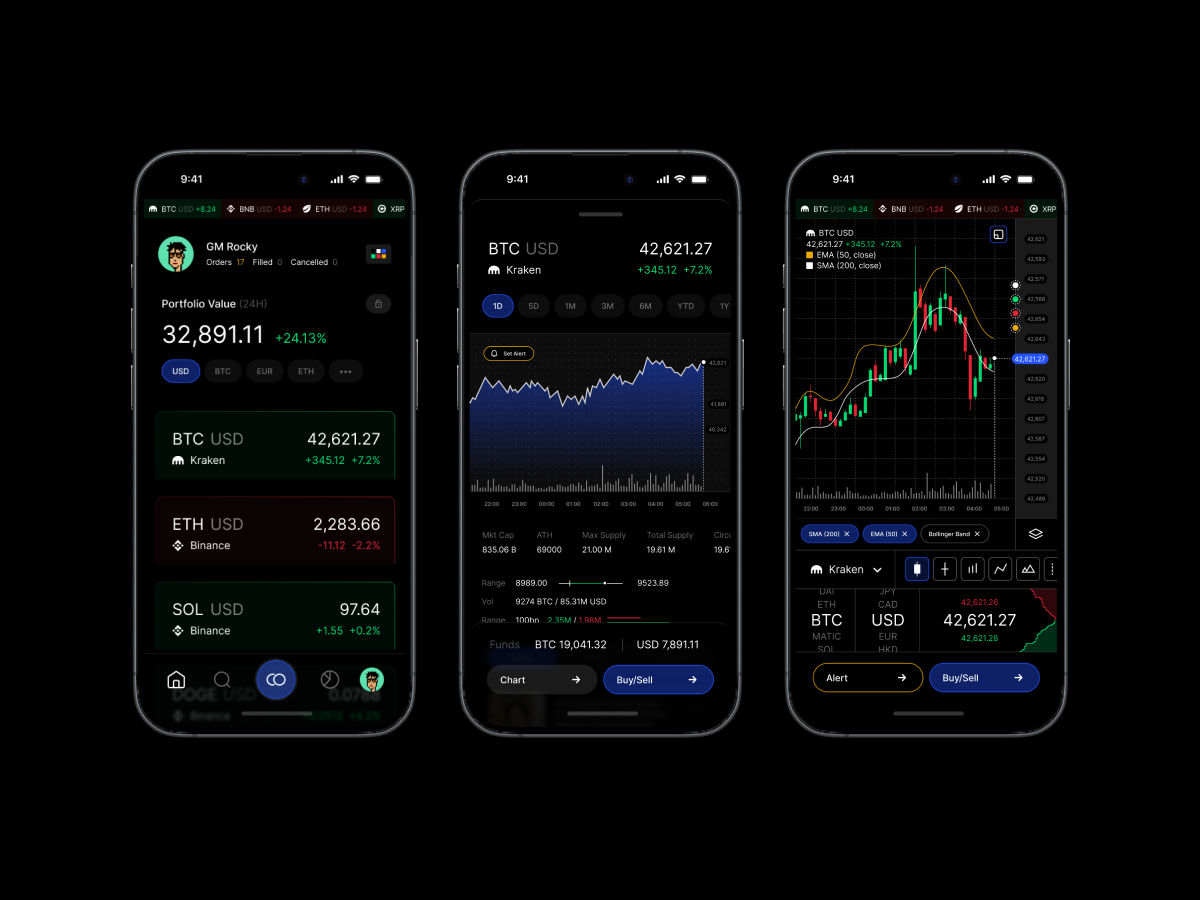 9:41
BTC USD +8.24 BNB USD -1.24 ETH USD -1.24 XRP
GM Rocky
Orders 17 Filled 0 Cancelled 0
Portfolio Value (24H)
32,891.11 +24.13%
USD BTC EUR ETH
BTC USD 42,621.27
Kraken +345.12 +7.2%
ETH USD 2,283.66
Binance -11.12 -2.2%
SOL USD 97.64
Binance +1.55 +0.2%
DOGE USD 0.0788
Binance
9:41
BTC USD 42,621.27
Kraken +345.12 +7.2%
1D 5D 1M 3M 6M YTD 1Y
Set Alert
42,621
41,881
40,342
22:00 23:00 00:00 01:00 02:00 03:00 04:00 05:00 06:00
Mkt Cap ATH Max Supply Total Supply Circu
835.06 B 69000 21.00 M 19.61 M 19.6
Range 8989.00 9523.89
Vol 9274 BTC / 85.31M USD
Range 100bp 2.35M / 1.96M
Funds BTC 19,041.32 USD 7,891.11
Chart Buy/Sell
9:41
BTC USD +8.24 BNB USD -1.24 ETH USD -1.24 XRP
BTC USD
42,621.27 +345.12 +7.2%
EMA (50, close)
SMA (200, close)
42,621
42,593
42,571
42,588
42,654
42,643
42,621.27
42,620
42,618
42,607
42,587
42,554
42,520
42,489
22:00 23:00 00:00 01:00 02:00 03:00 04:00 05:00
SMA (200) EMA (50) Bollinger Band
Kraken
DAI JPY
ETH CAD 42,621.26
BTC USD 42,621.27
MATIC EUR 42,621.28
SOL HKD
Alert Buy/Sell